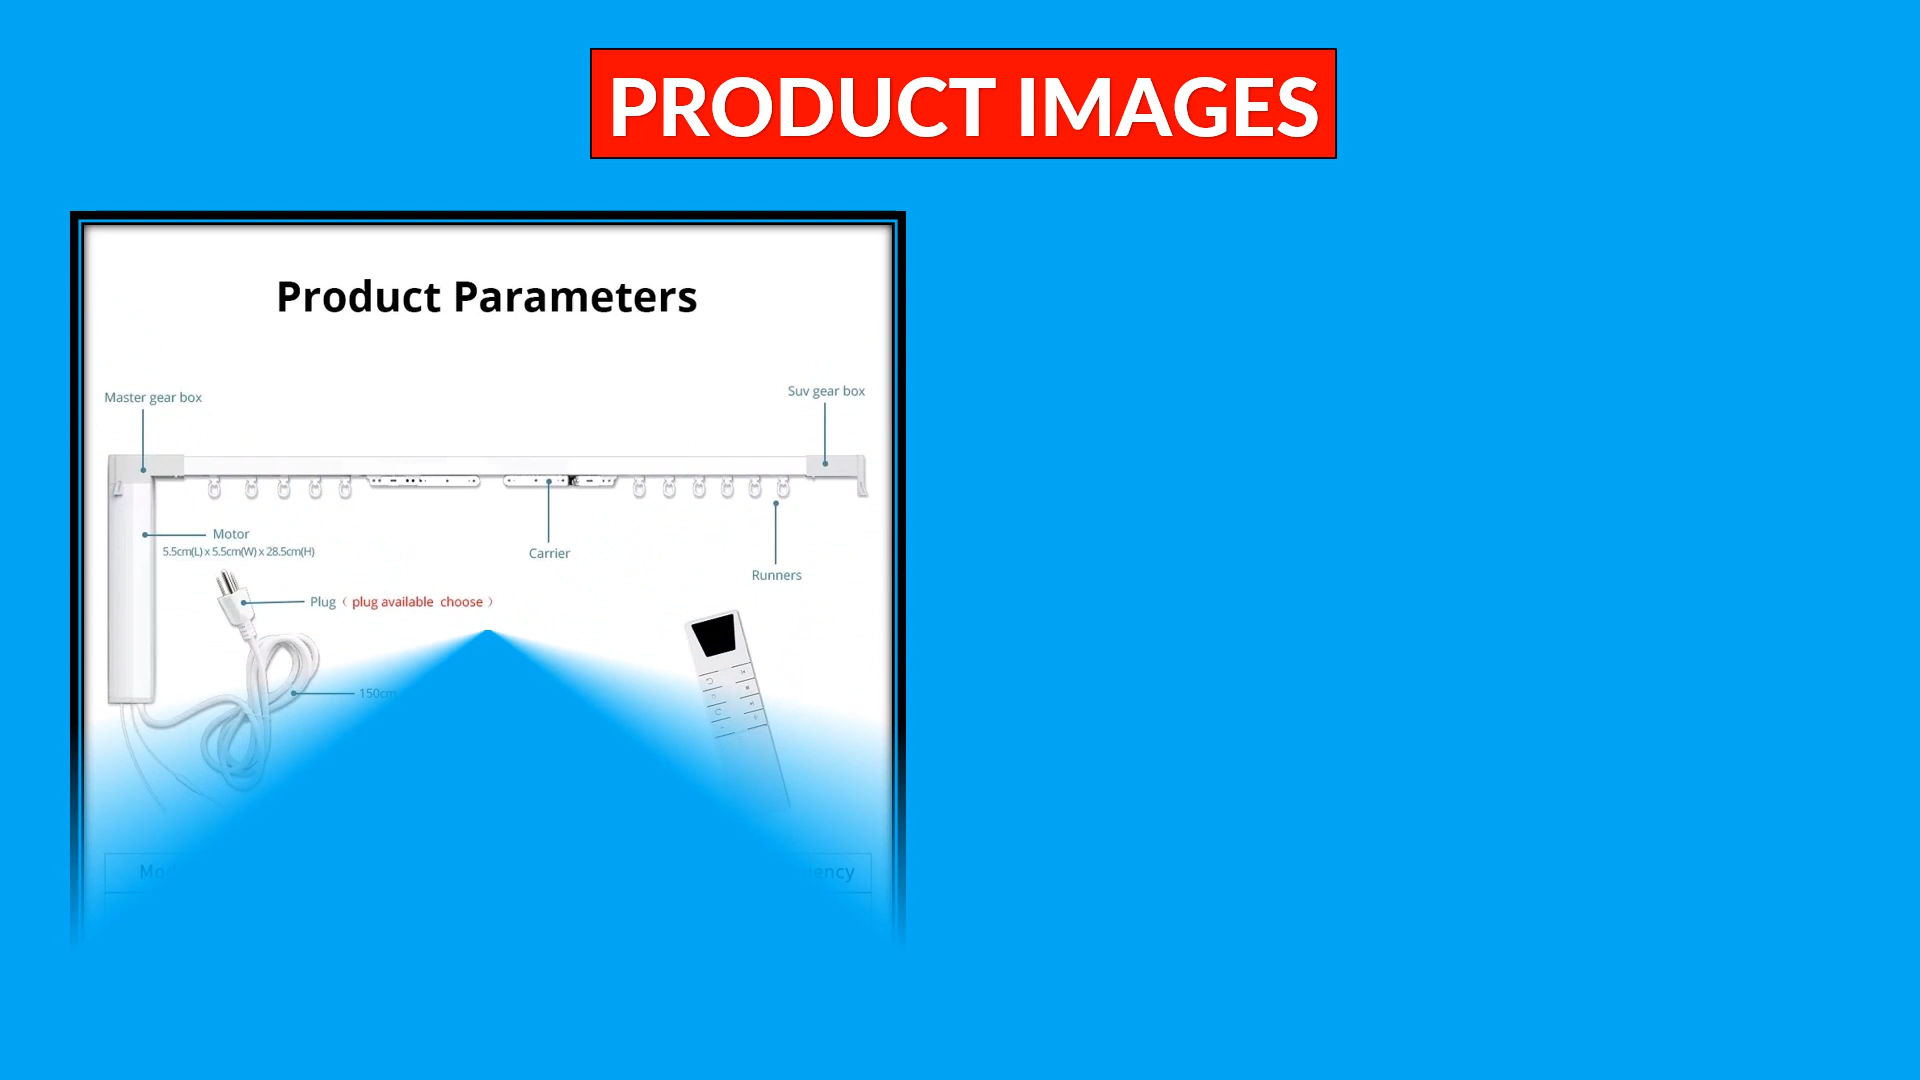 PRODUCT IMAGES
Product Parameters
Master gear box
Suv gear box
Motor
5.5cm(L) x 5.5cm(W) x 28.5cm(H)
Carrier
Runners
Plug ( plug available choose )
150cm